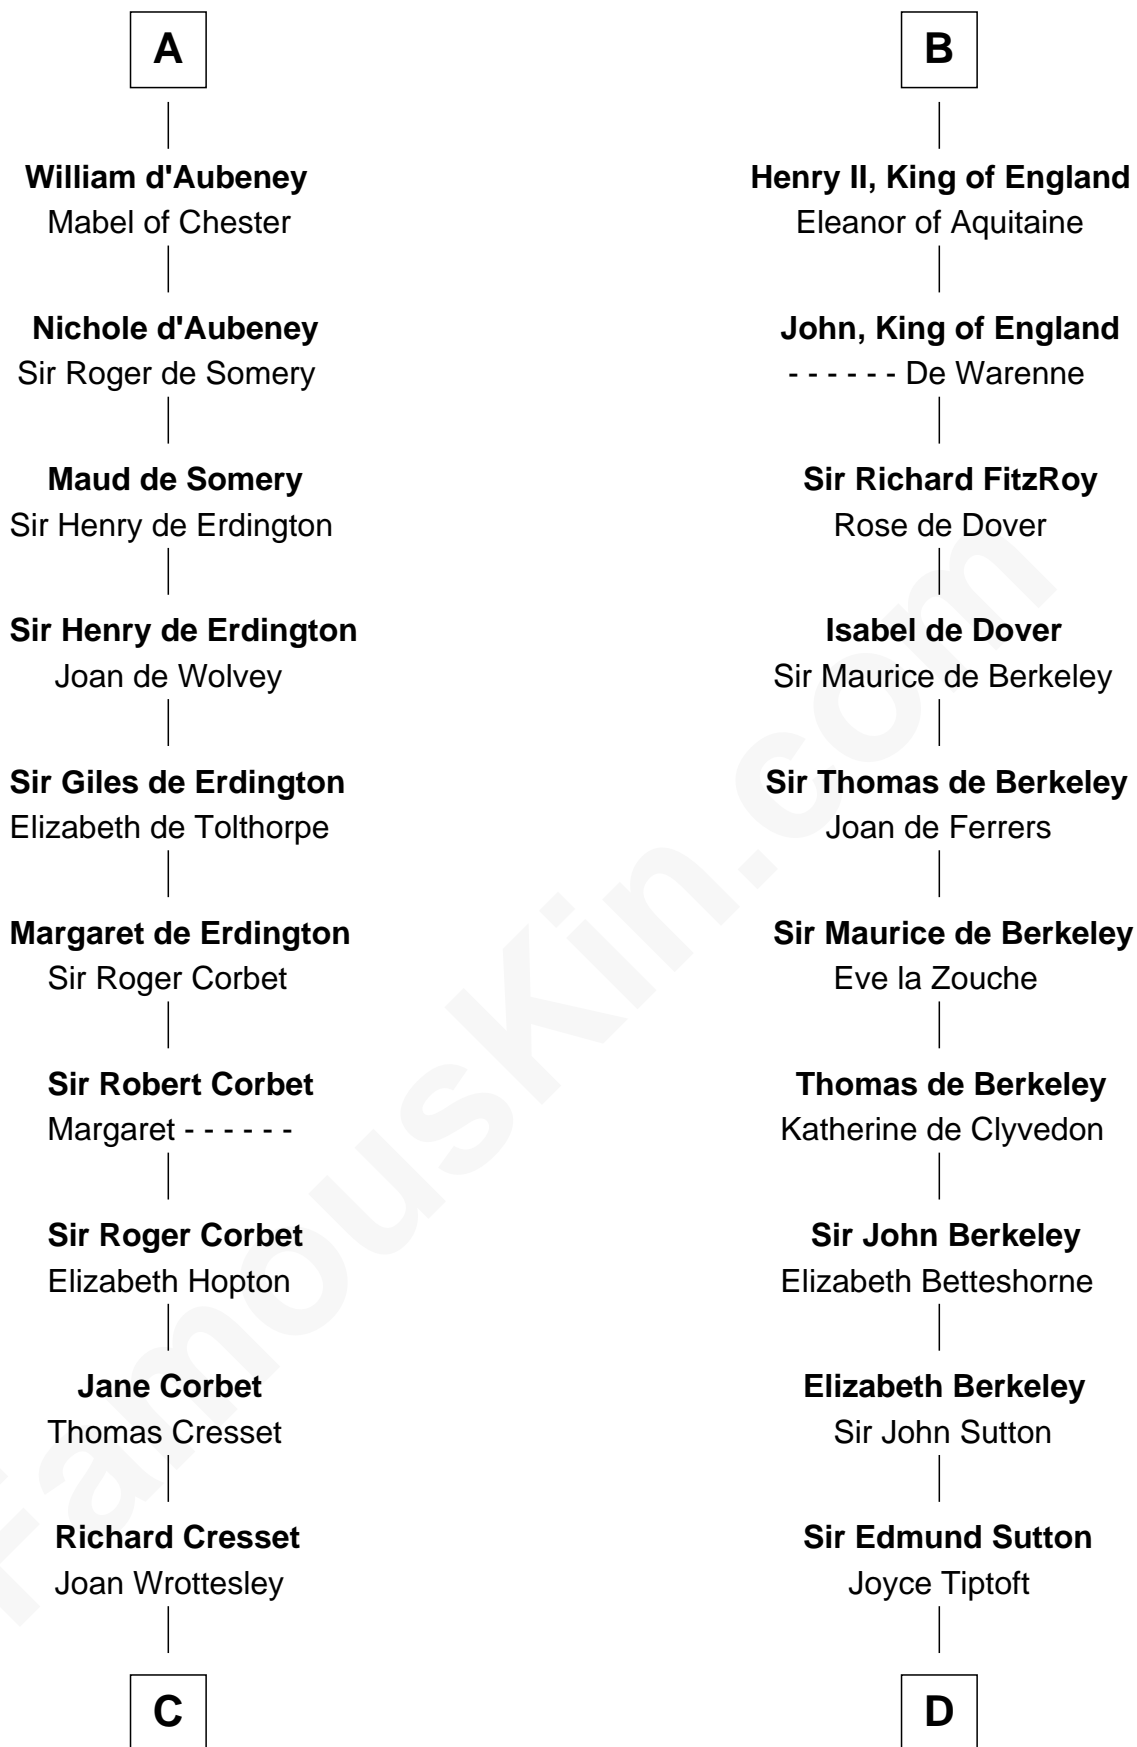 A
William d'Aubeney
Mabel of Chester
Nichole d'Aubeney
Sir Roger de Somery
Maud de Somery
Sir Henry de Erdington
Sir Henry de Erdington
Joan de Wolvey
Sir Giles de Erdington
Elizabeth de Tolthorpe
Margaret de Erdington
Sir Roger Corbet
Sir Robert Corbet
Margaret - - - - - -
Sir Roger Corbet
Elizabeth Hopton
Jane Corbet
Thomas Cresset
Richard Cresset
Joan Wrottesley
C
B
Henry II, King of England
Eleanor of Aquitaine
John, King of England
- - - - - - De Warenne
Sir Richard FitzRoy
Rose de Dover
Isabel de Dover
Sir Maurice de Berkeley
Sir Thomas de Berkeley
Joan de Ferrers
Sir Maurice de Berkeley
Eve la Zouche
Thomas de Berkeley
Katherine de Clyvedon
Sir John Berkeley
Elizabeth Betteshorne
Elizabeth Berkeley
Sir John Sutton
Sir Edmund Sutton
Joyce Tiptoft
D
FamousKin.com